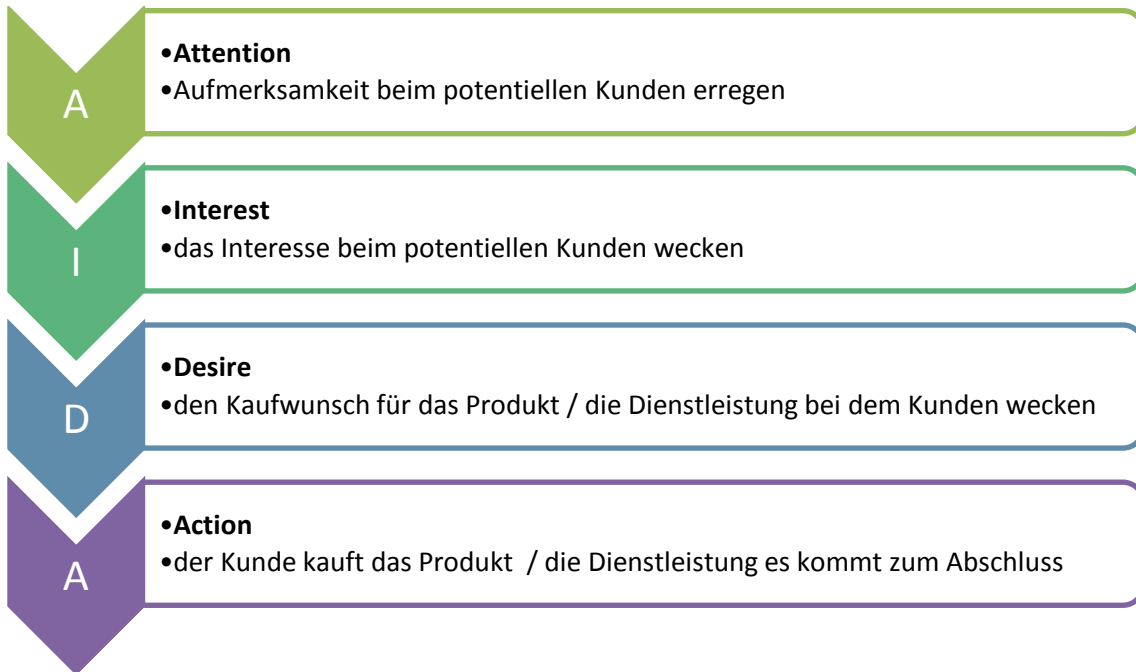 A
•Attention
•Aufmerksamkeit beim potentiellen Kunden erregen
I
•Interest
•das Interesse beim potentiellen Kunden wecken
D
•Desire
•den Kaufwunsch für das Produkt / die Dienstleistung bei dem Kunden wecken
A
•Action
•der Kunde kauft das Produkt  / die Dienstleistung es kommt zum Abschluss